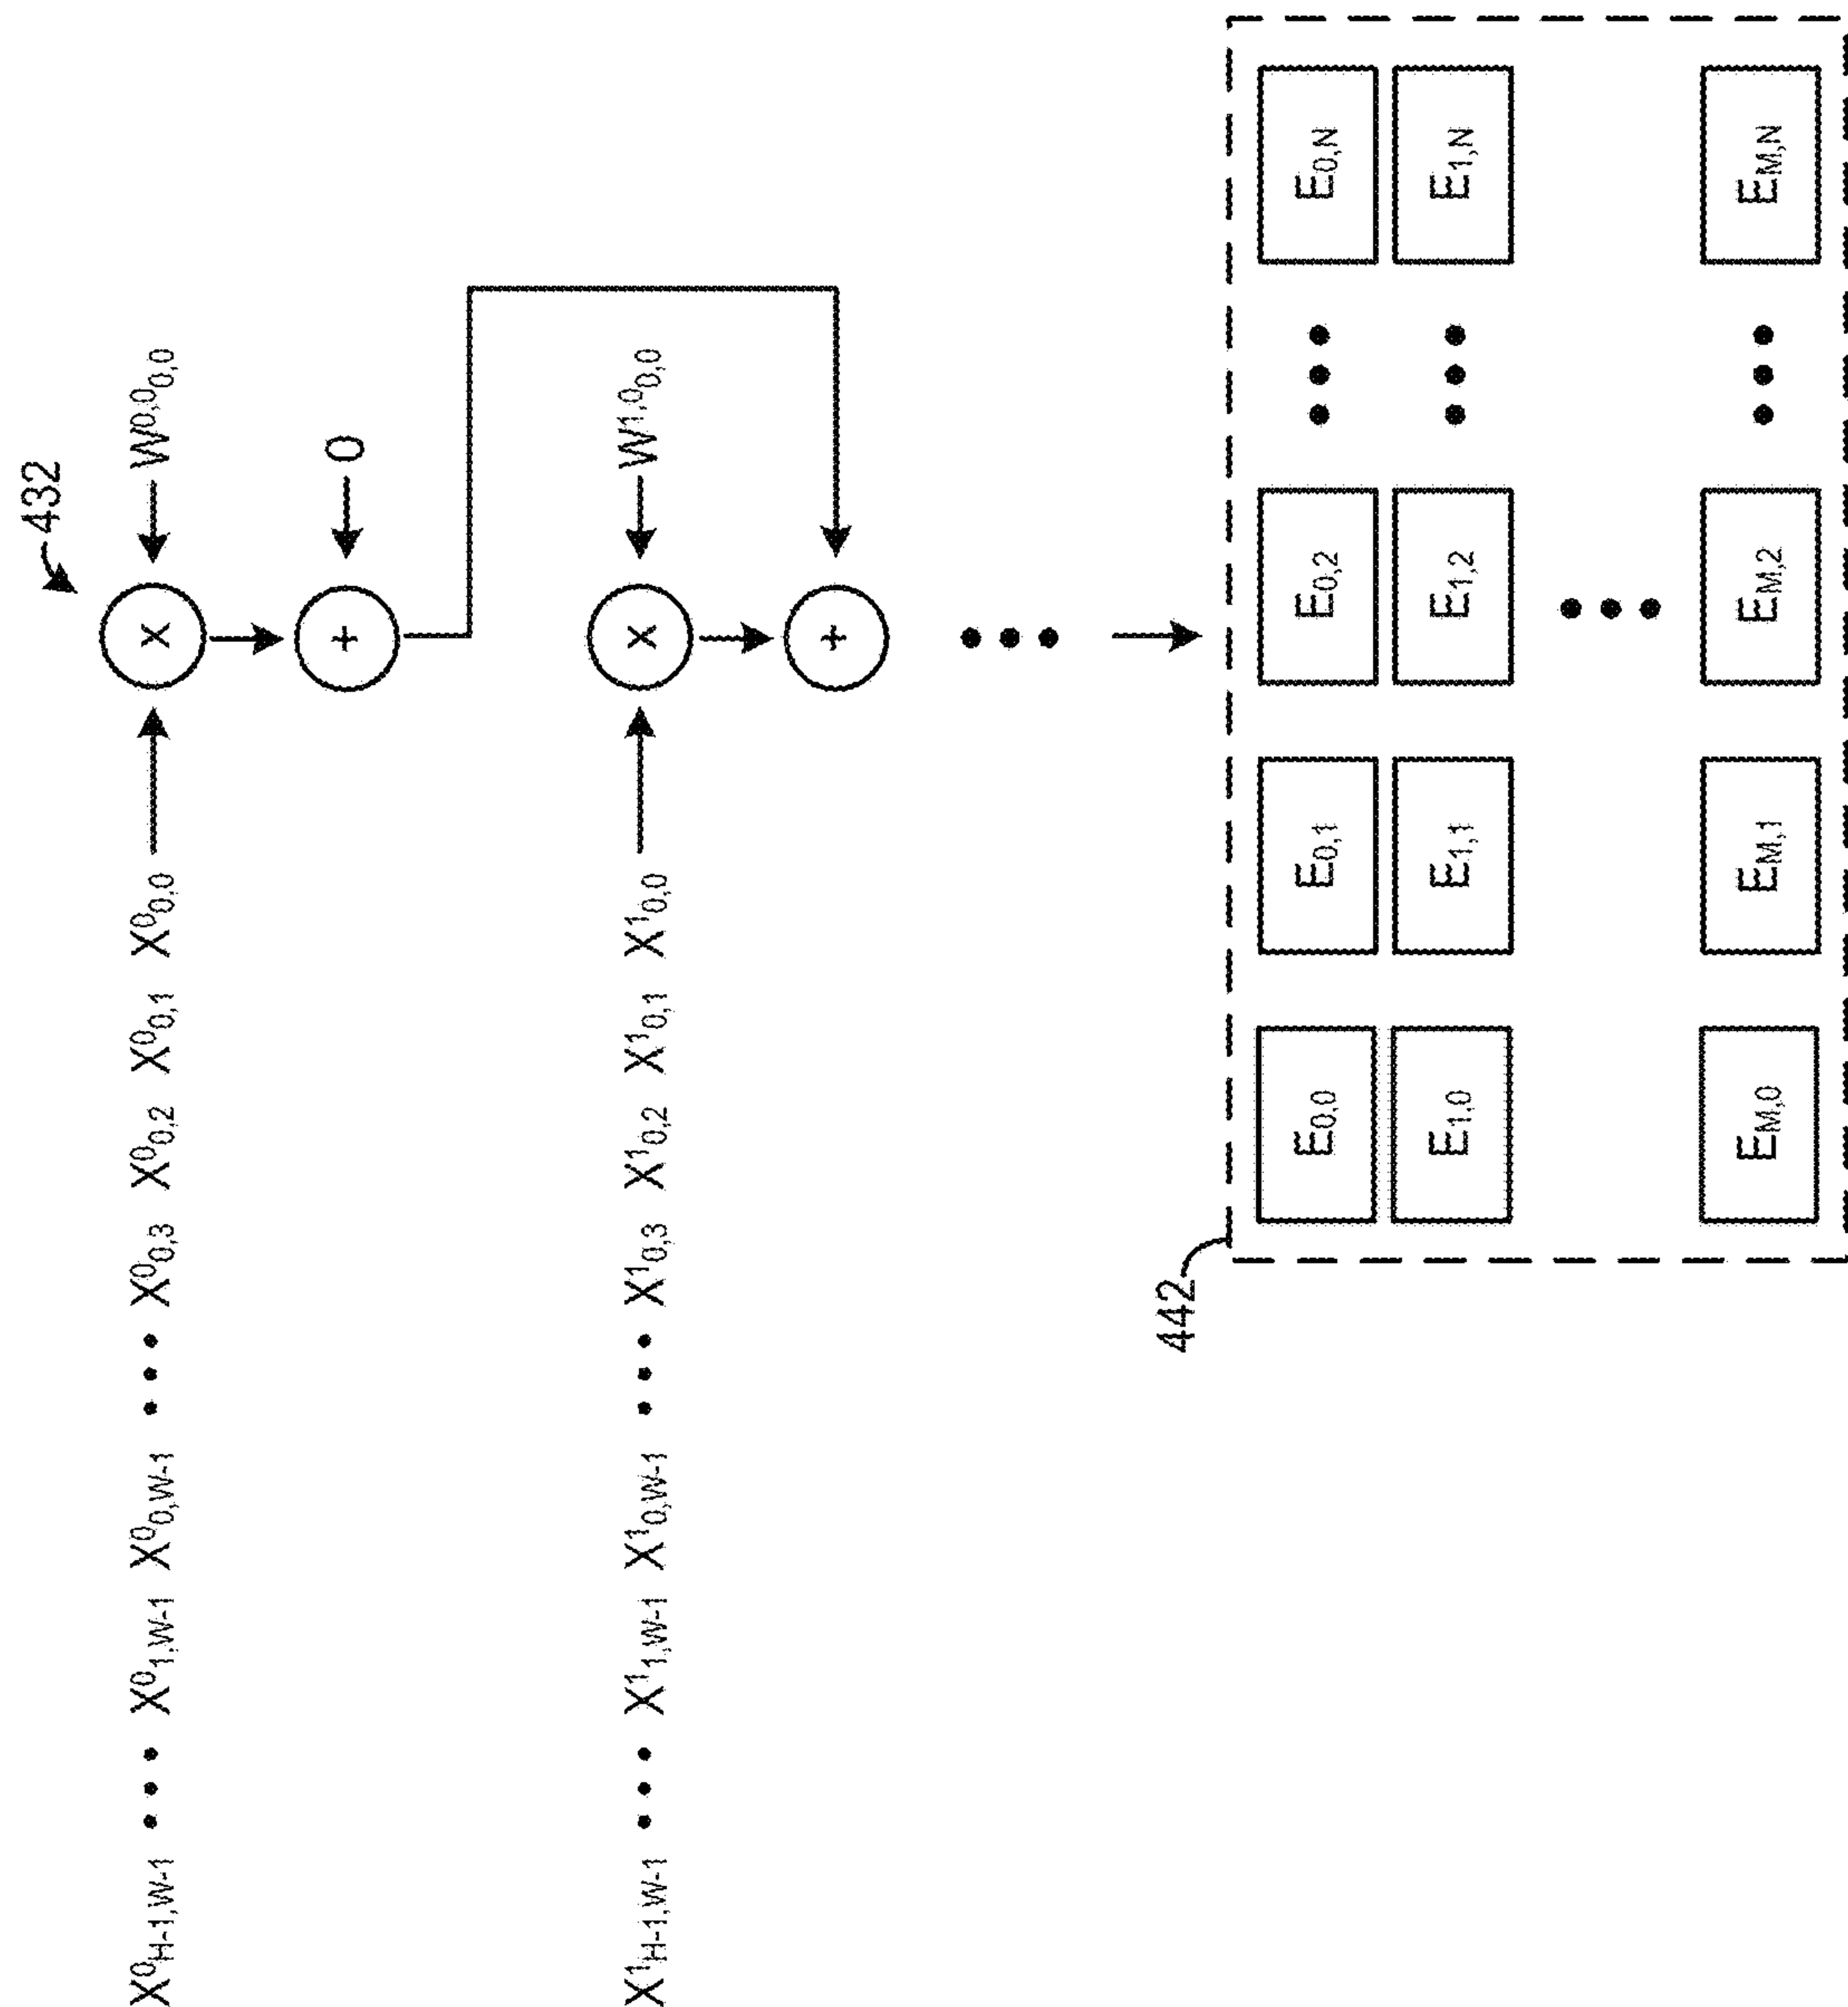 432
X⁰H-1,W-1 ••• X⁰1,W-1 X⁰0,W-1 ••• X⁰0,3 X⁰0,2 X⁰0,1 X⁰0,0 X W⁰,⁰0,0
+ 0
X¹H-1,W-1 ••• X¹1,W-1 X¹0,W-1 ••• X¹0,3 X¹0,2 X¹0,1 X¹0,0 X W¹,⁰0,0
+
•••
442
E0,0 E0,1 E0,2 ••• E0,N
E1,0 E1,1 E1,2 ••• E1,N
•••
EM,0 EM,1 EM,2 ••• EM,N